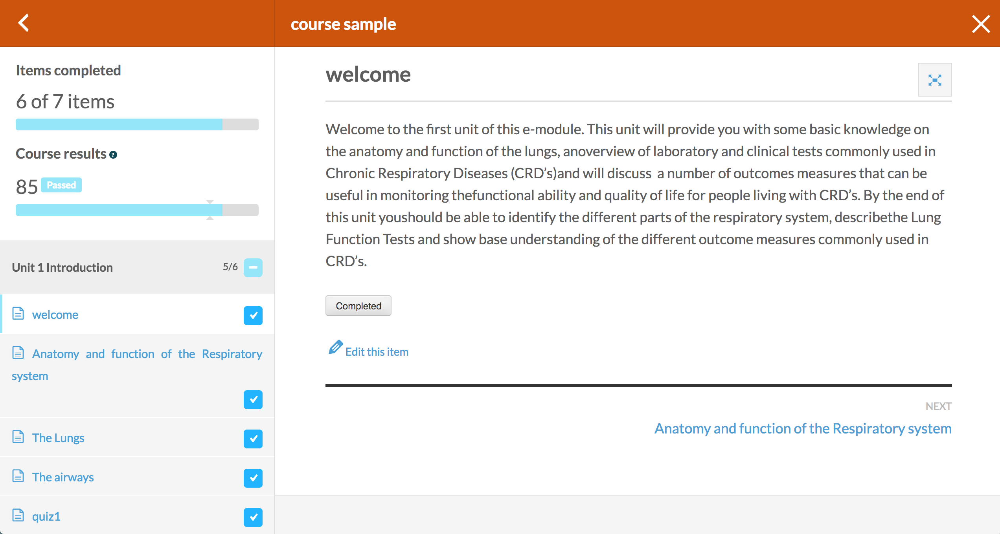 course sample
Items completed
6 of 7 items
Course results ?
85 Passed
Unit 1 Introduction 5/6
welcome
Anatomy and function of the Respiratory
system
The Lungs
The airways
quiz1
welcome
Welcome to the first unit of this e-module. This unit will provide you with some basic knowledge on
the anatomy and function of the lungs, anoverview of laboratory and clinical tests commonly used in
Chronic Respiratory Diseases (CRD’s)and will discuss  a number of outcomes measures that can be
useful in monitoring thefunctional ability and quality of life for people living with CRD’s. By the end of
this unit youshould be able to identify the different parts of the respiratory system, describethe Lung
Function Tests and show base understanding of the different outcome measures commonly used in
CRD’s.
Completed
Edit this item
NEXT
Anatomy and function of the Respiratory system